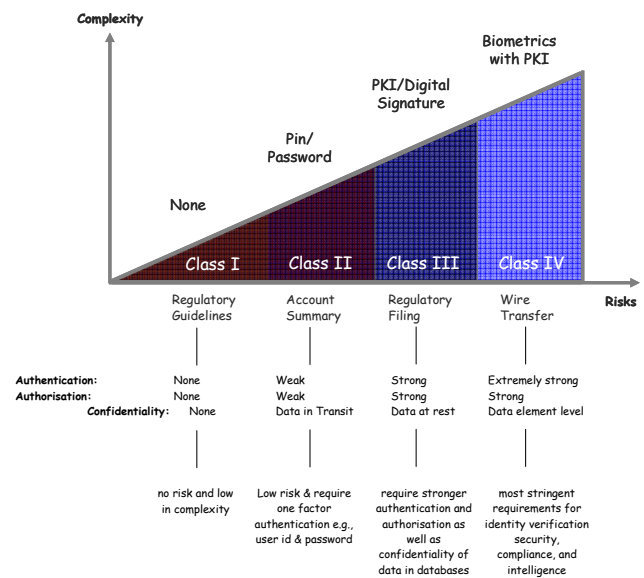 Complexity
Biometrics
with PKI
PKI/Digital
Signature
Pin/
Password
None
Class I
Class II
Class III
Class IV
Risks
Regulatory
Guidelines
Account
Summary
Regulatory
Filing
Wire
Transfer
Authentication: None Weak Strong Extremely strong
Authorisation: None Weak Strong Strong
Confidentiality: None Data in Transit Data at rest Data element level
no risk and low
in complexity
Low risk & require
one factor
authentication e.g.,
user id & password
require stronger
authentication and
authorisation as
well as
confidentiality of
data in databases
most stringent
requirements for
identity verification
security,
compliance, and
intelligence